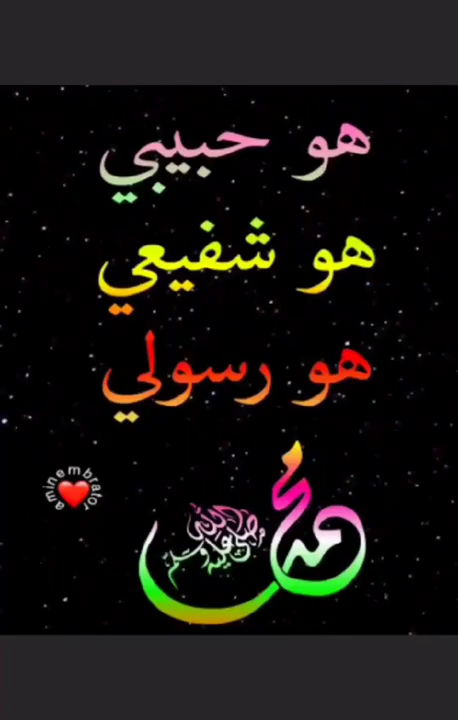 هو حبيبي
هو شفيعي
هو رسولي
محمد
صلى الله عليه وسلم
aminembrator